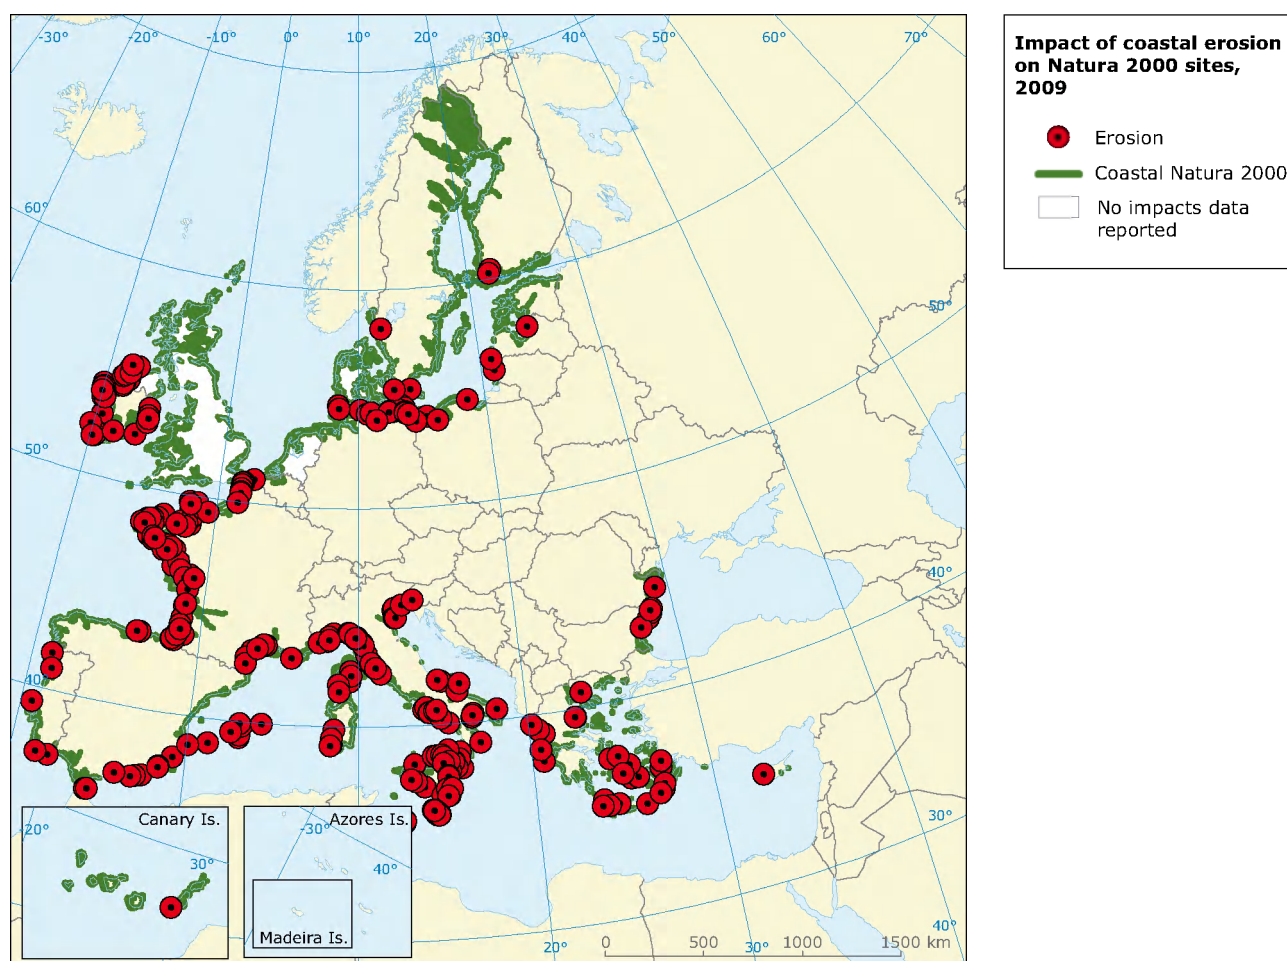 -30°
-20°
-10°
0°
10°
20°
30°
40°
50°
60°
70°
60°
50°
50°
40°
40°
30°
40°
20°
30°
Canary Is.
-20°
30°
Azores Is.
-30°
40°
Madeira Is.
0
500
1000
1500 km
Impact of coastal erosion
on Natura 2000 sites,
2009
Erosion
Coastal Natura 2000
No impacts data
reported